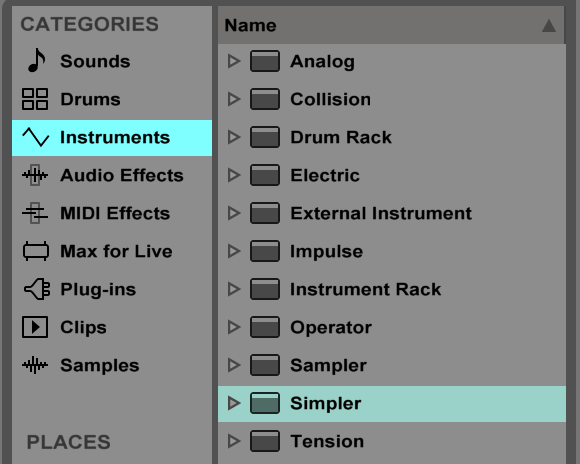 CATEGORIES
Sounds
Drums
Instruments
Audio Effects
MIDI Effects
Max for Live
Plug-ins
Clips
Samples
PLACES
Name
Analog
Collision
Drum Rack
Electric
External Instrument
Impulse
Instrument Rack
Operator
Sampler
Simpler
Tension